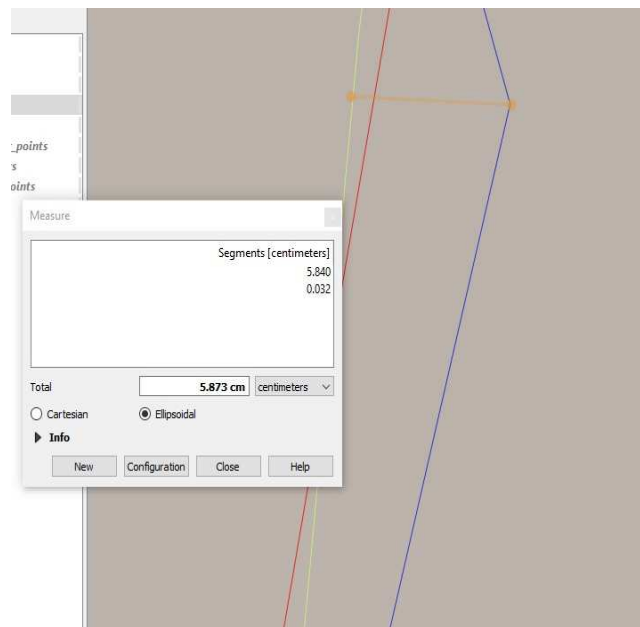 _points
s
oints
Measure
Segments [centimeters]
5.840
0.032
Total 5.873 cm centimeters
Cartesian Ellipsoidal
Info
New Configuration Close Help